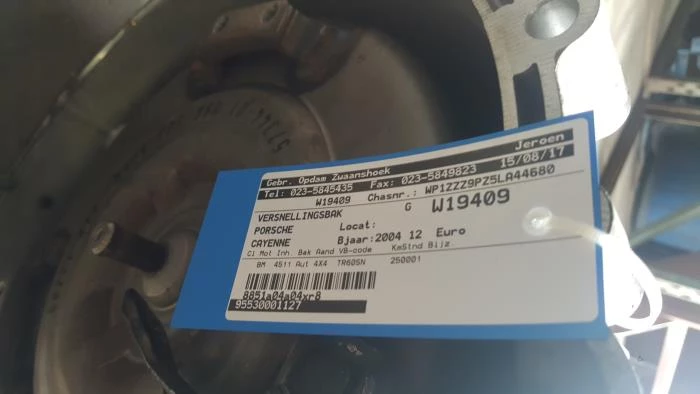 Gebr. Opdam Zwaanshoek Jeroen
Tel: 023-5845435 Fax: 023-5849823 15/08/17
W19409 Chasnr.: WP1ZZZ9PZ5LA44680
VERSNELLINGSBAK G W19409
PORSCHE Locat:
CAYENNE Bjaar:2004 12 Euro
Cl Mot Inh. Bak Aand VB-code KmStnd Bijz
BM 4511 Aut 4X4 TR60SN 250001
8851a04a04xr8
95530001127